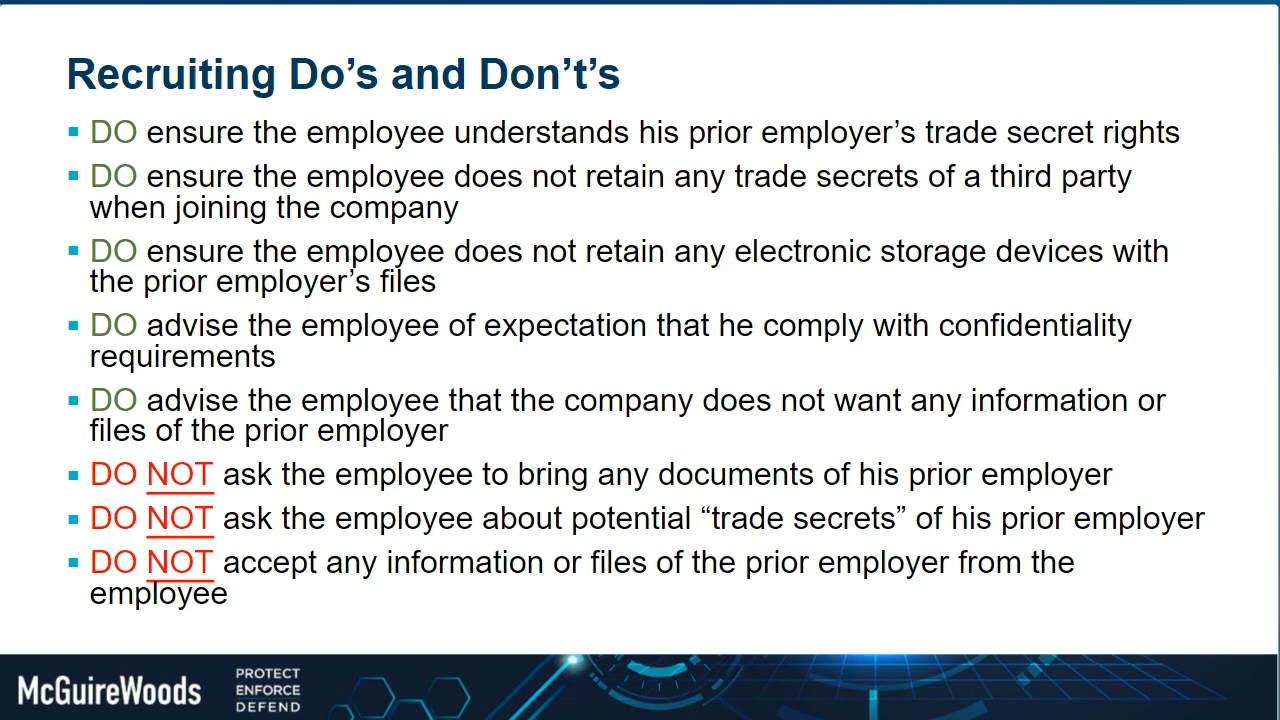 Recruiting Do’s and Don’t’s
▪ DO ensure the employee understands his prior employer’s trade secret rights
▪ DO ensure the employee does not retain any trade secrets of a third party
when joining the company
▪ DO ensure the employee does not retain any electronic storage devices with
the prior employer’s files
▪ DO advise the employee of expectation that he comply with confidentiality
requirements
▪ DO advise the employee that the company does not want any information or
files of the prior employer
▪ DO NOT ask the employee to bring any documents of his prior employer
▪ DO NOT ask the employee about potential “trade secrets” of his prior employer
▪ DO NOT accept any information or files of the prior employer from the
employee
McGuireWoods
PROTECT
ENFORCE
DEFEND